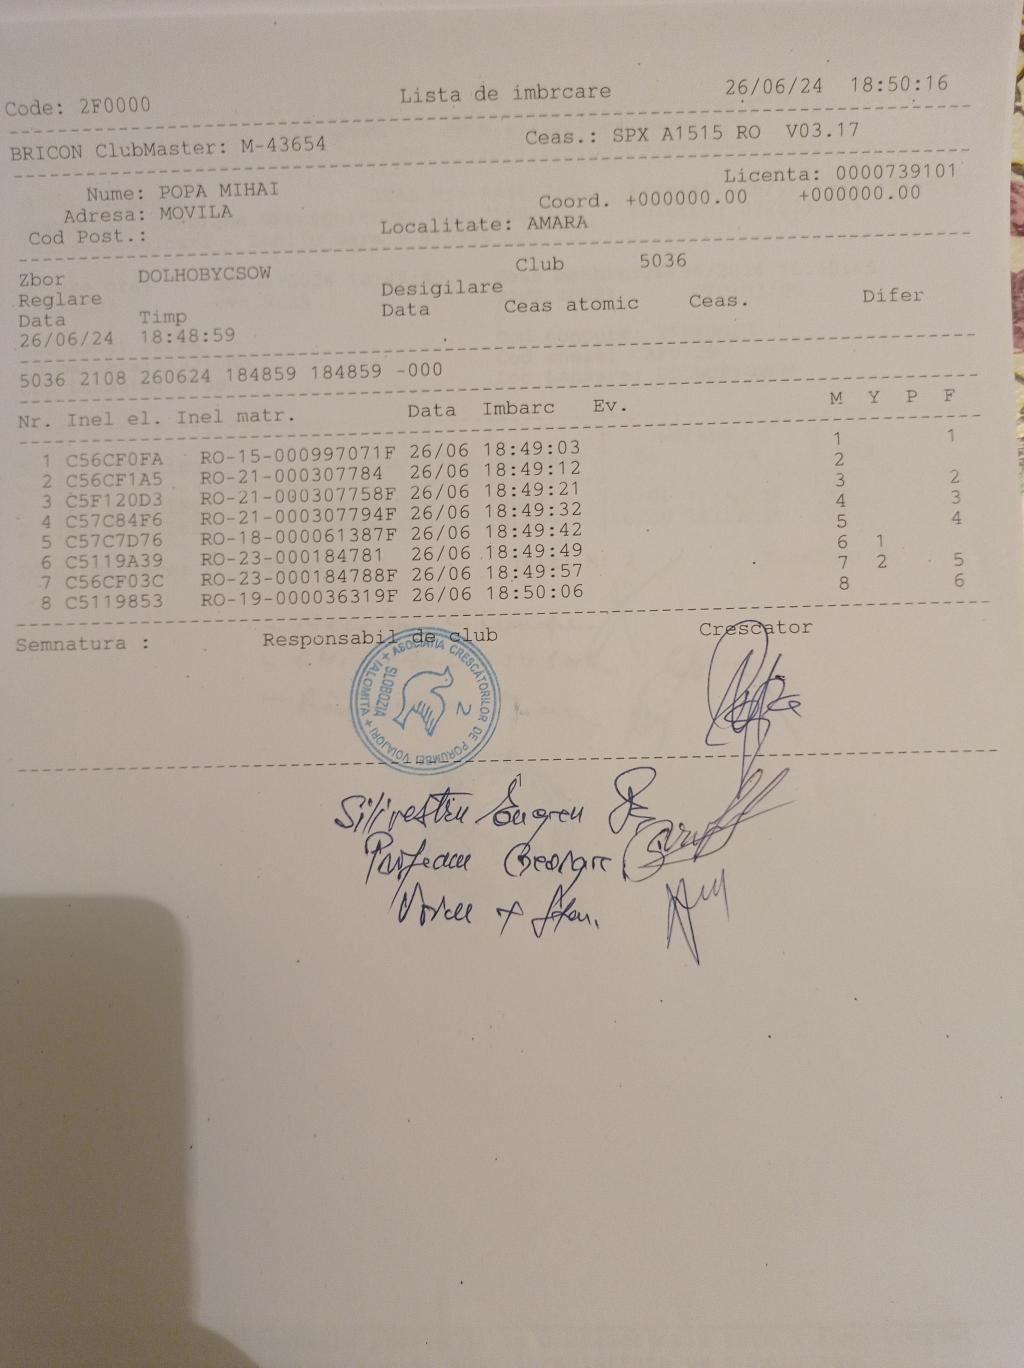 Code: 2F0000 Lista de imbrcare 26/06/24 18:50:16
BRICON ClubMaster: M-43654 Ceas.: SPX A1515 RO V03.17
Licenta: 0000739101
Nume: POPA MIHAI
Adresa: MOVILA Coord. +000000.00 +000000.00
Cod Post.: Localitate: AMARA
Zbor DOLHOBYCSOW Club 5036
Reglare Desigilare
Data Timp Data Ceas atomic Ceas. Difer
26/06/24 18:48:59
5036 2108 260624 184859 184859 -000
Nr. Inel el. Inel matr. Data Imbarc Ev. M Y P F
1 C56CF0FA RO-15-000997071F 26/06 18:49:03 1 1
2 C56CF1A5 RO-21-000307784 26/06 18:49:12 2
3 C5F120D3 RO-21-000307758F 26/06 18:49:21 3 2
4 C57C84F6 RO-21-000307794F 26/06 18:49:32 4 3
5 C57C7D76 RO-18-000061387F 26/06 18:49:42 5 4
6 C5119A39 RO-23-000184781 26/06 18:49:49 6 1
7 C56CF03C RO-23-000184788F 26/06 18:49:57 7 2 5
8 C5119853 RO-19-000036319F 26/06 18:50:06 8 6
Semnatura : Responsabil de club Crescator
ASOCIATIA CRESCĂTORILOR DE PORUMBEI VOIAJORI + IALOMITA +
SLOBOZIA
2
1
Silivestru